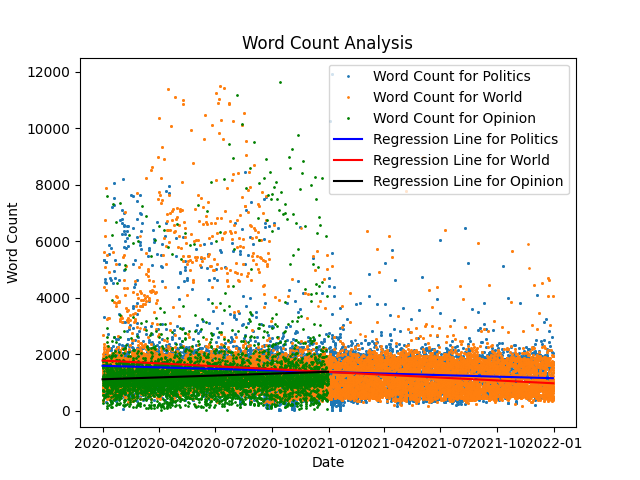 Word Count Analysis
12000
10000
8000
6000
4000
2000
0
Word Count
Word Count for Politics
Word Count for World
Word Count for Opinion
Regression Line for Politics
Regression Line for World
Regression Line for Opinion
2020-01 2020-04 2020-07 2020-10 2021-01 2021-04 2021-07 2021-10 2022-01
Date